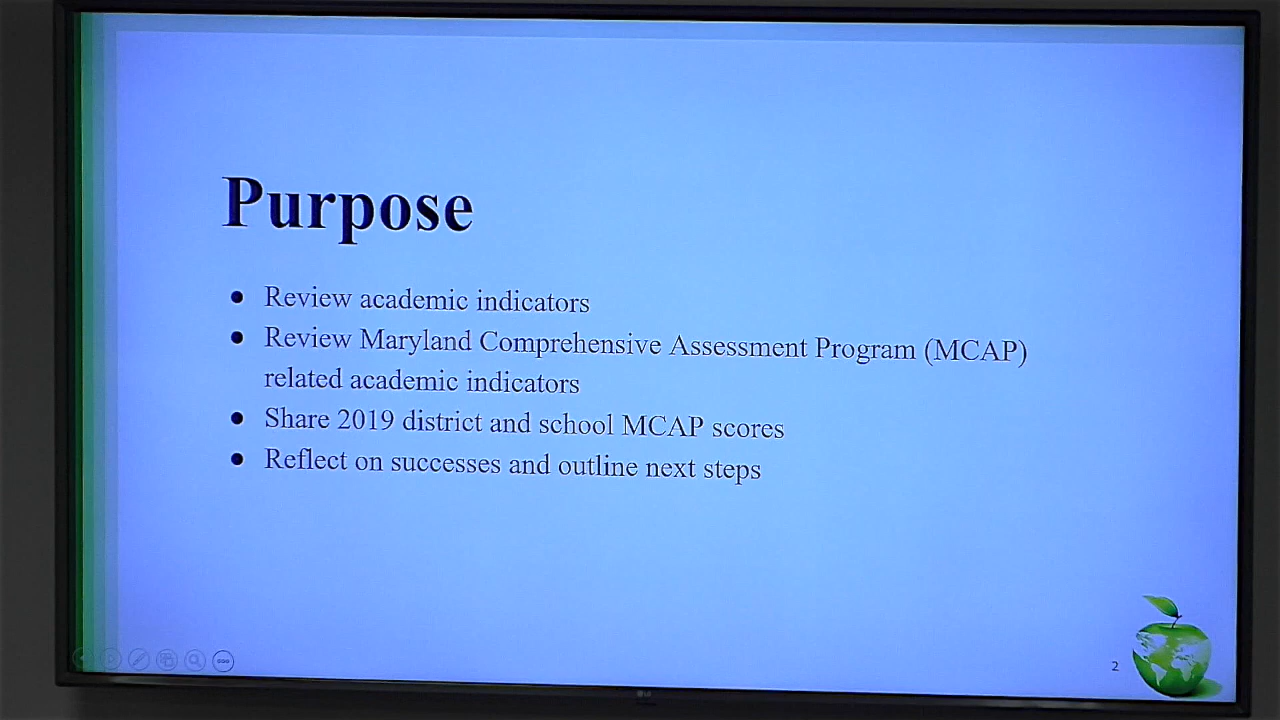 Purpose
● Review academic indicators
● Review Maryland Comprehensive Assessment Program (MCAP)
related academic indicators
● Share 2019 district and school MCAP scores
● Reflect on successes and outline next steps
2
LG